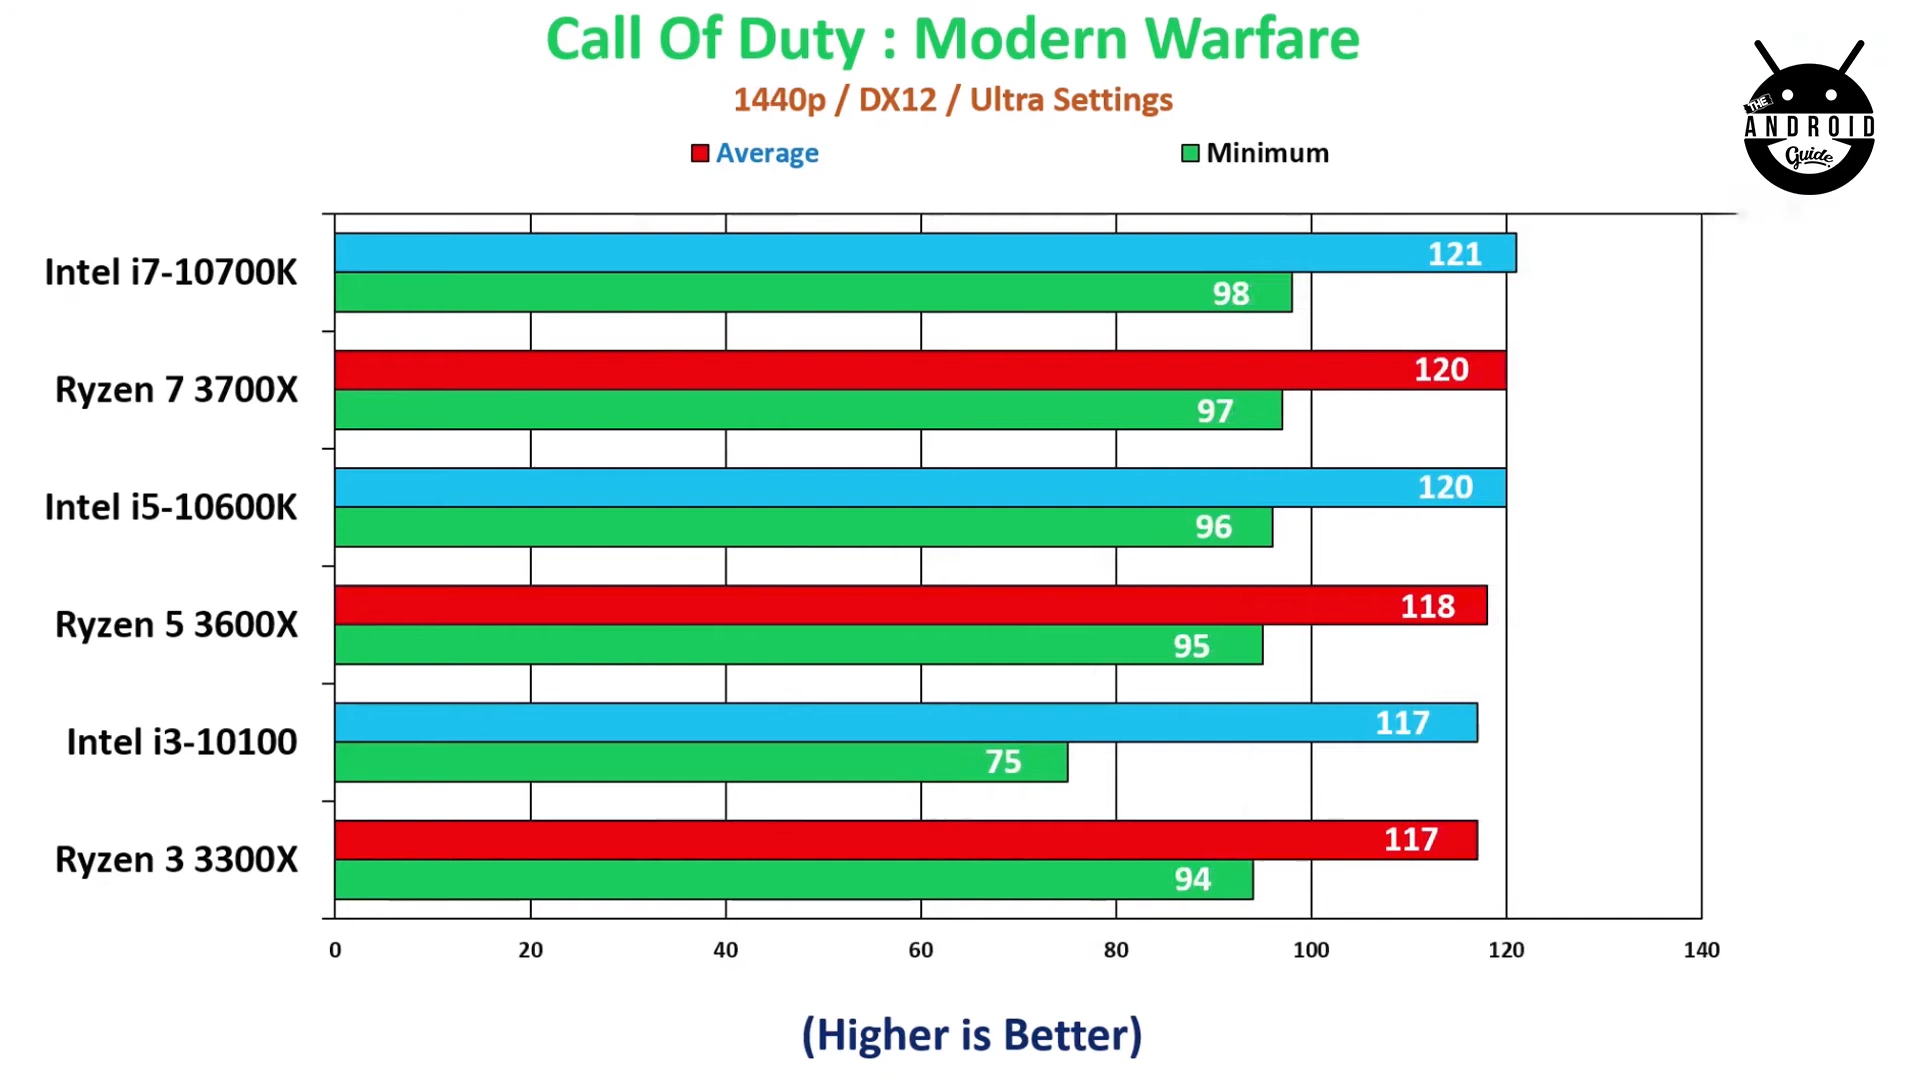 Call Of Duty : Modern Warfare
1440p / DX12 / Ultra Settings
Average
Minimum
THE
ANDROID
Guide
Intel i7-10700K
121
98
Ryzen 7 3700X
120
97
Intel i5-10600K
120
96
Ryzen 5 3600X
118
95
Intel i3-10100
117
75
Ryzen 3 3300X
117
94
0 20 40 60 80 100 120 140
(Higher is Better)